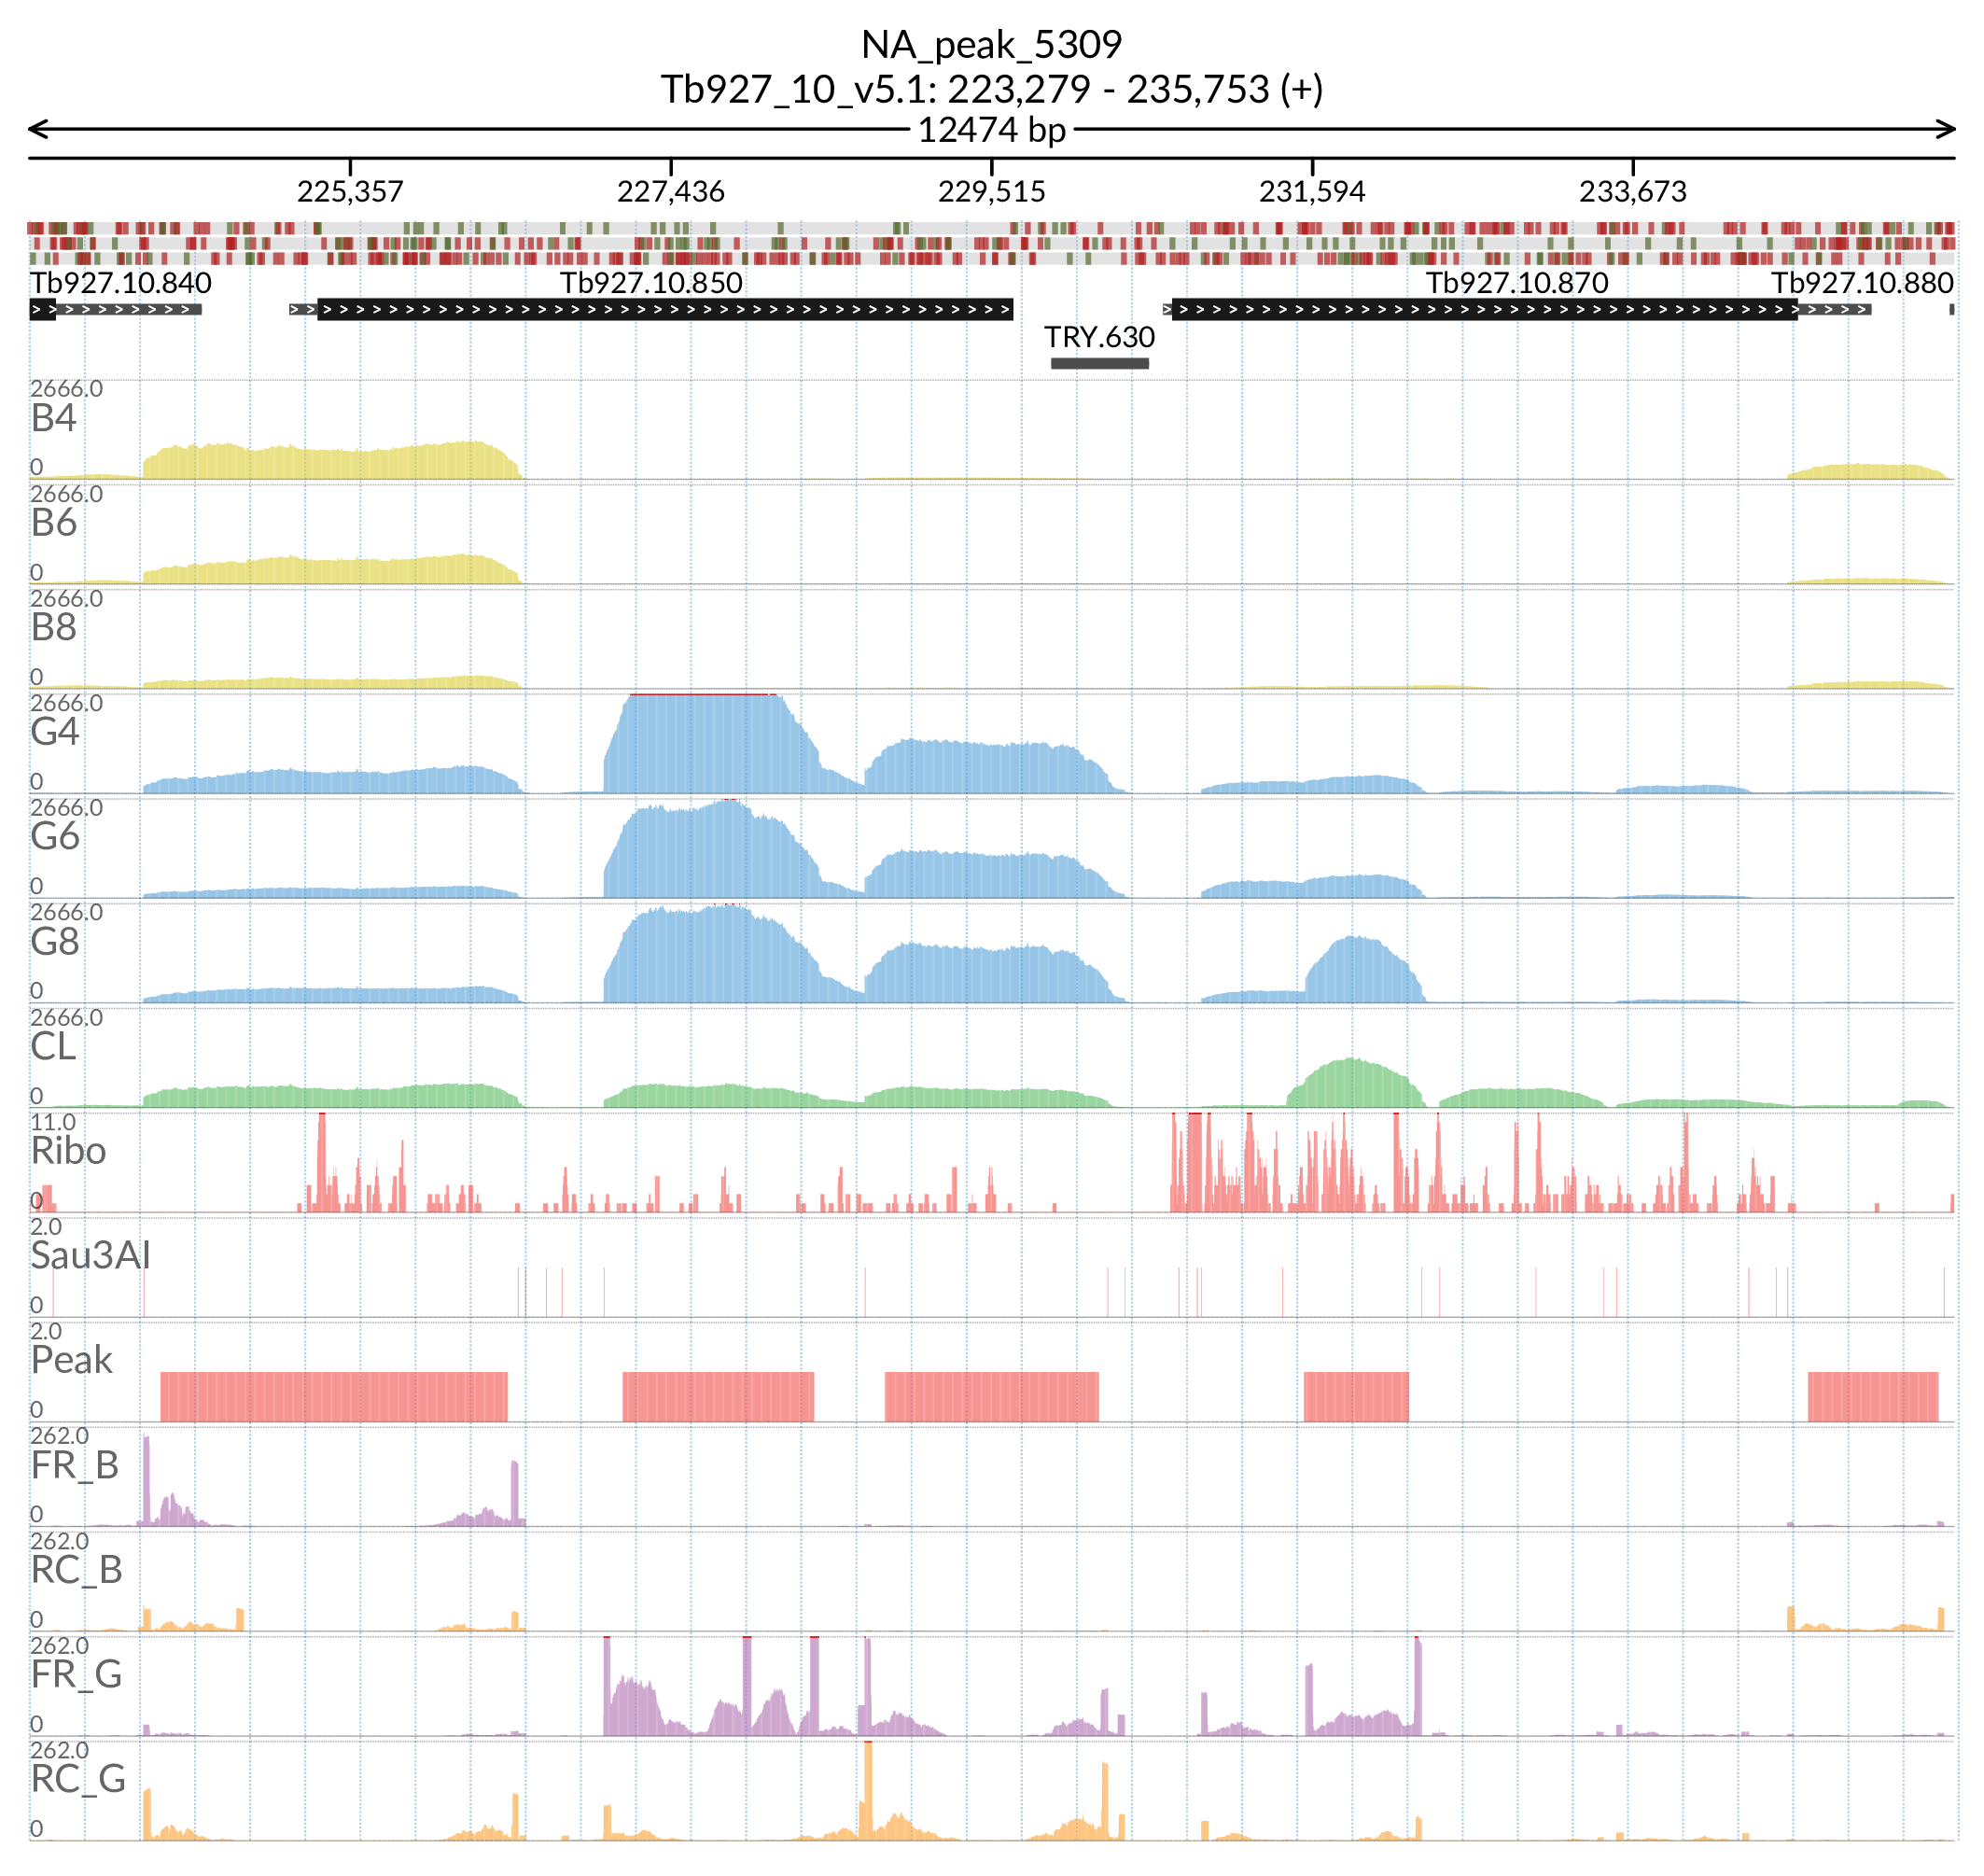 NA_peak_5309
Tb927_10_v5.1: 223,279 - 235,753 (+)
12474 bp
225,357 227,436 229,515 231,594 233,673
Tb927.10.840 Tb927.10.850 Tb927.10.870 Tb927.10.880
TRY.630
2666.0
B4
0
2666.0
B6
0
2666.0
B8
0
2666.0
G4
0
2666.0
G6
0
2666.0
G8
0
2666.0
CL
0
11.0
Ribo
0
2.0
Sau3AI
0
2.0
Peak
0
262.0
FR_B
0
262.0
RC_B
0
262.0
FR_G
0
262.0
RC_G
0